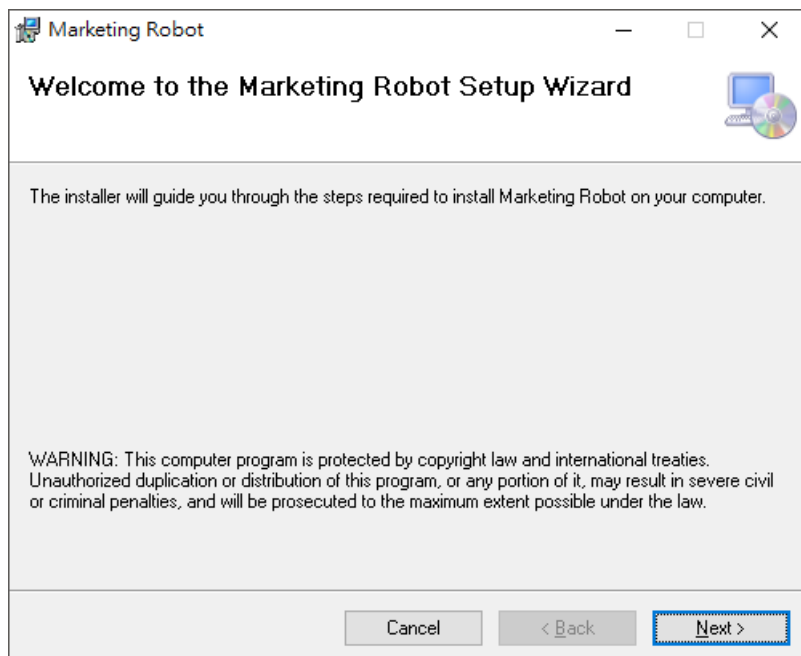 Marketing Robot
Welcome to the Marketing Robot Setup Wizard
The installer will guide you through the steps required to install Marketing Robot on your computer.
WARNING: This computer program is protected by copyright law and international treaties.
Unauthorized duplication or distribution of this program, or any portion of it, may result in severe civil
or criminal penalties, and will be prosecuted to the maximum extent possible under the law.
Cancel
< Back
Next >